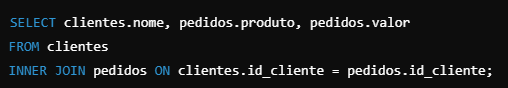 SELECT clientes.nome, pedidos.produto, pedidos.valor
FROM clientes
INNER JOIN pedidos ON clientes.id_cliente = pedidos.id_cliente;